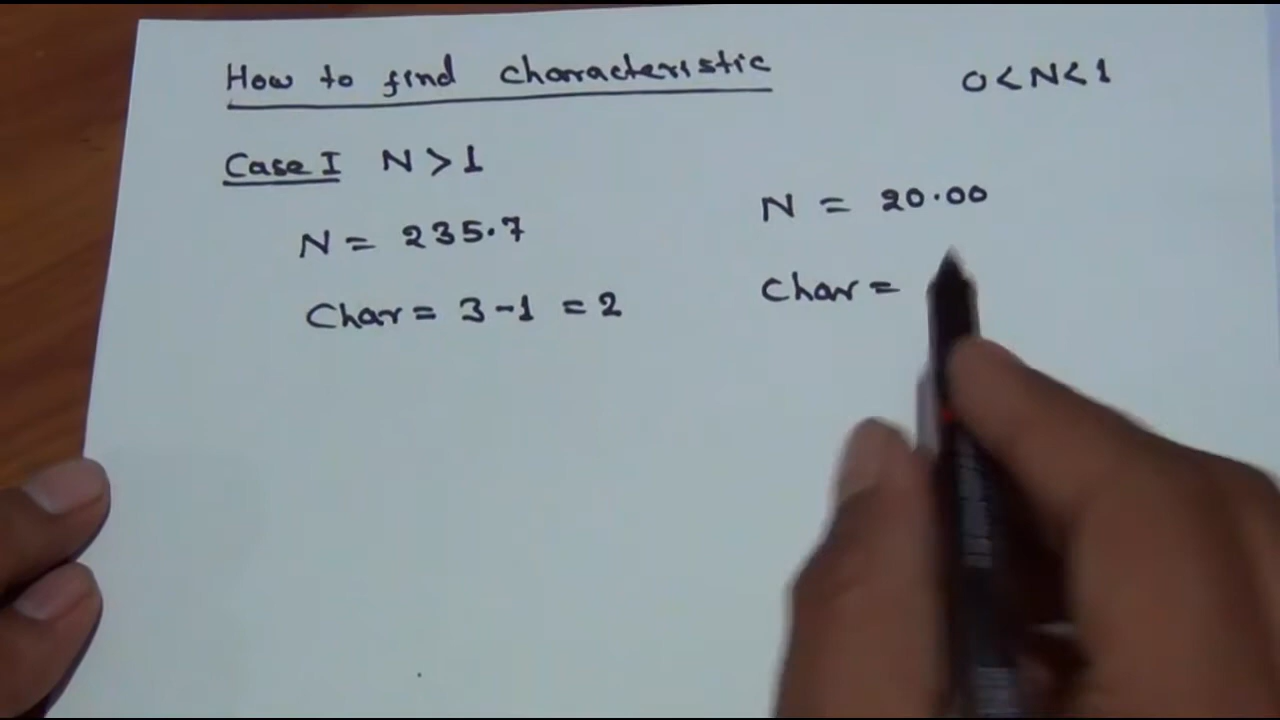 How to find characteristic
0 < N < 1
Case I N > 1
N = 235.7
Char = 3-1 = 2
N = 20.00
Char =